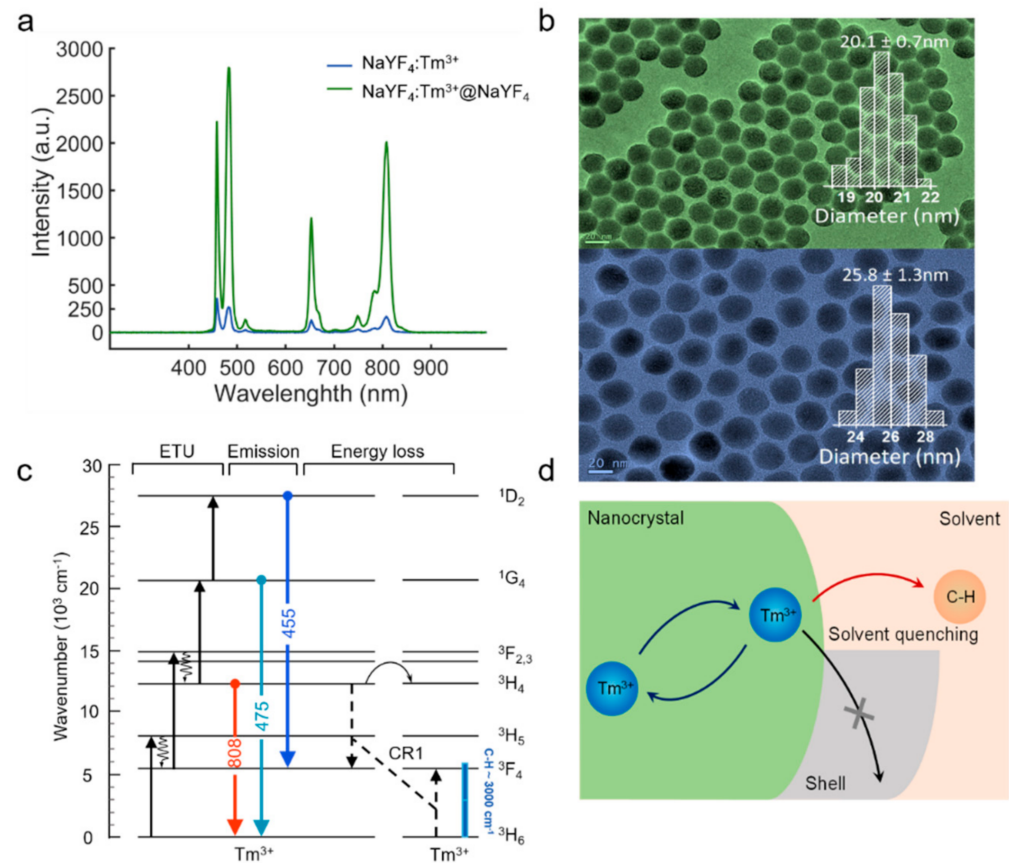 a
3000
2500
2000
1500
1000
500
250
0
Intensity (a.u.)
NaYF₄:Tm³⁺
NaYF₄:Tm³⁺@NaYF₄
400 500 600 700 800 900
Wavelenghth (nm)
b
20.1 ± 0.7nm
19 20 21 22
Diameter (nm)
20 nm
25.8 ± 1.3nm
24 26 28
Diameter (nm)
20 nm
c
ETU Emission Energy loss
30
25
20
15
10
5
0
Wavenumber (10³ cm⁻¹)
¹D₂
¹G₄
³F₂,₃
³H₄
³H₅
³F₄
³H₆
808
475
455
CR1
C-H ~ 3000 cm⁻¹
Tm³⁺ Tm³⁺
d
Nanocrystal
Solvent
Tm³⁺
Tm³⁺
C-H
Solvent quenching
Shell